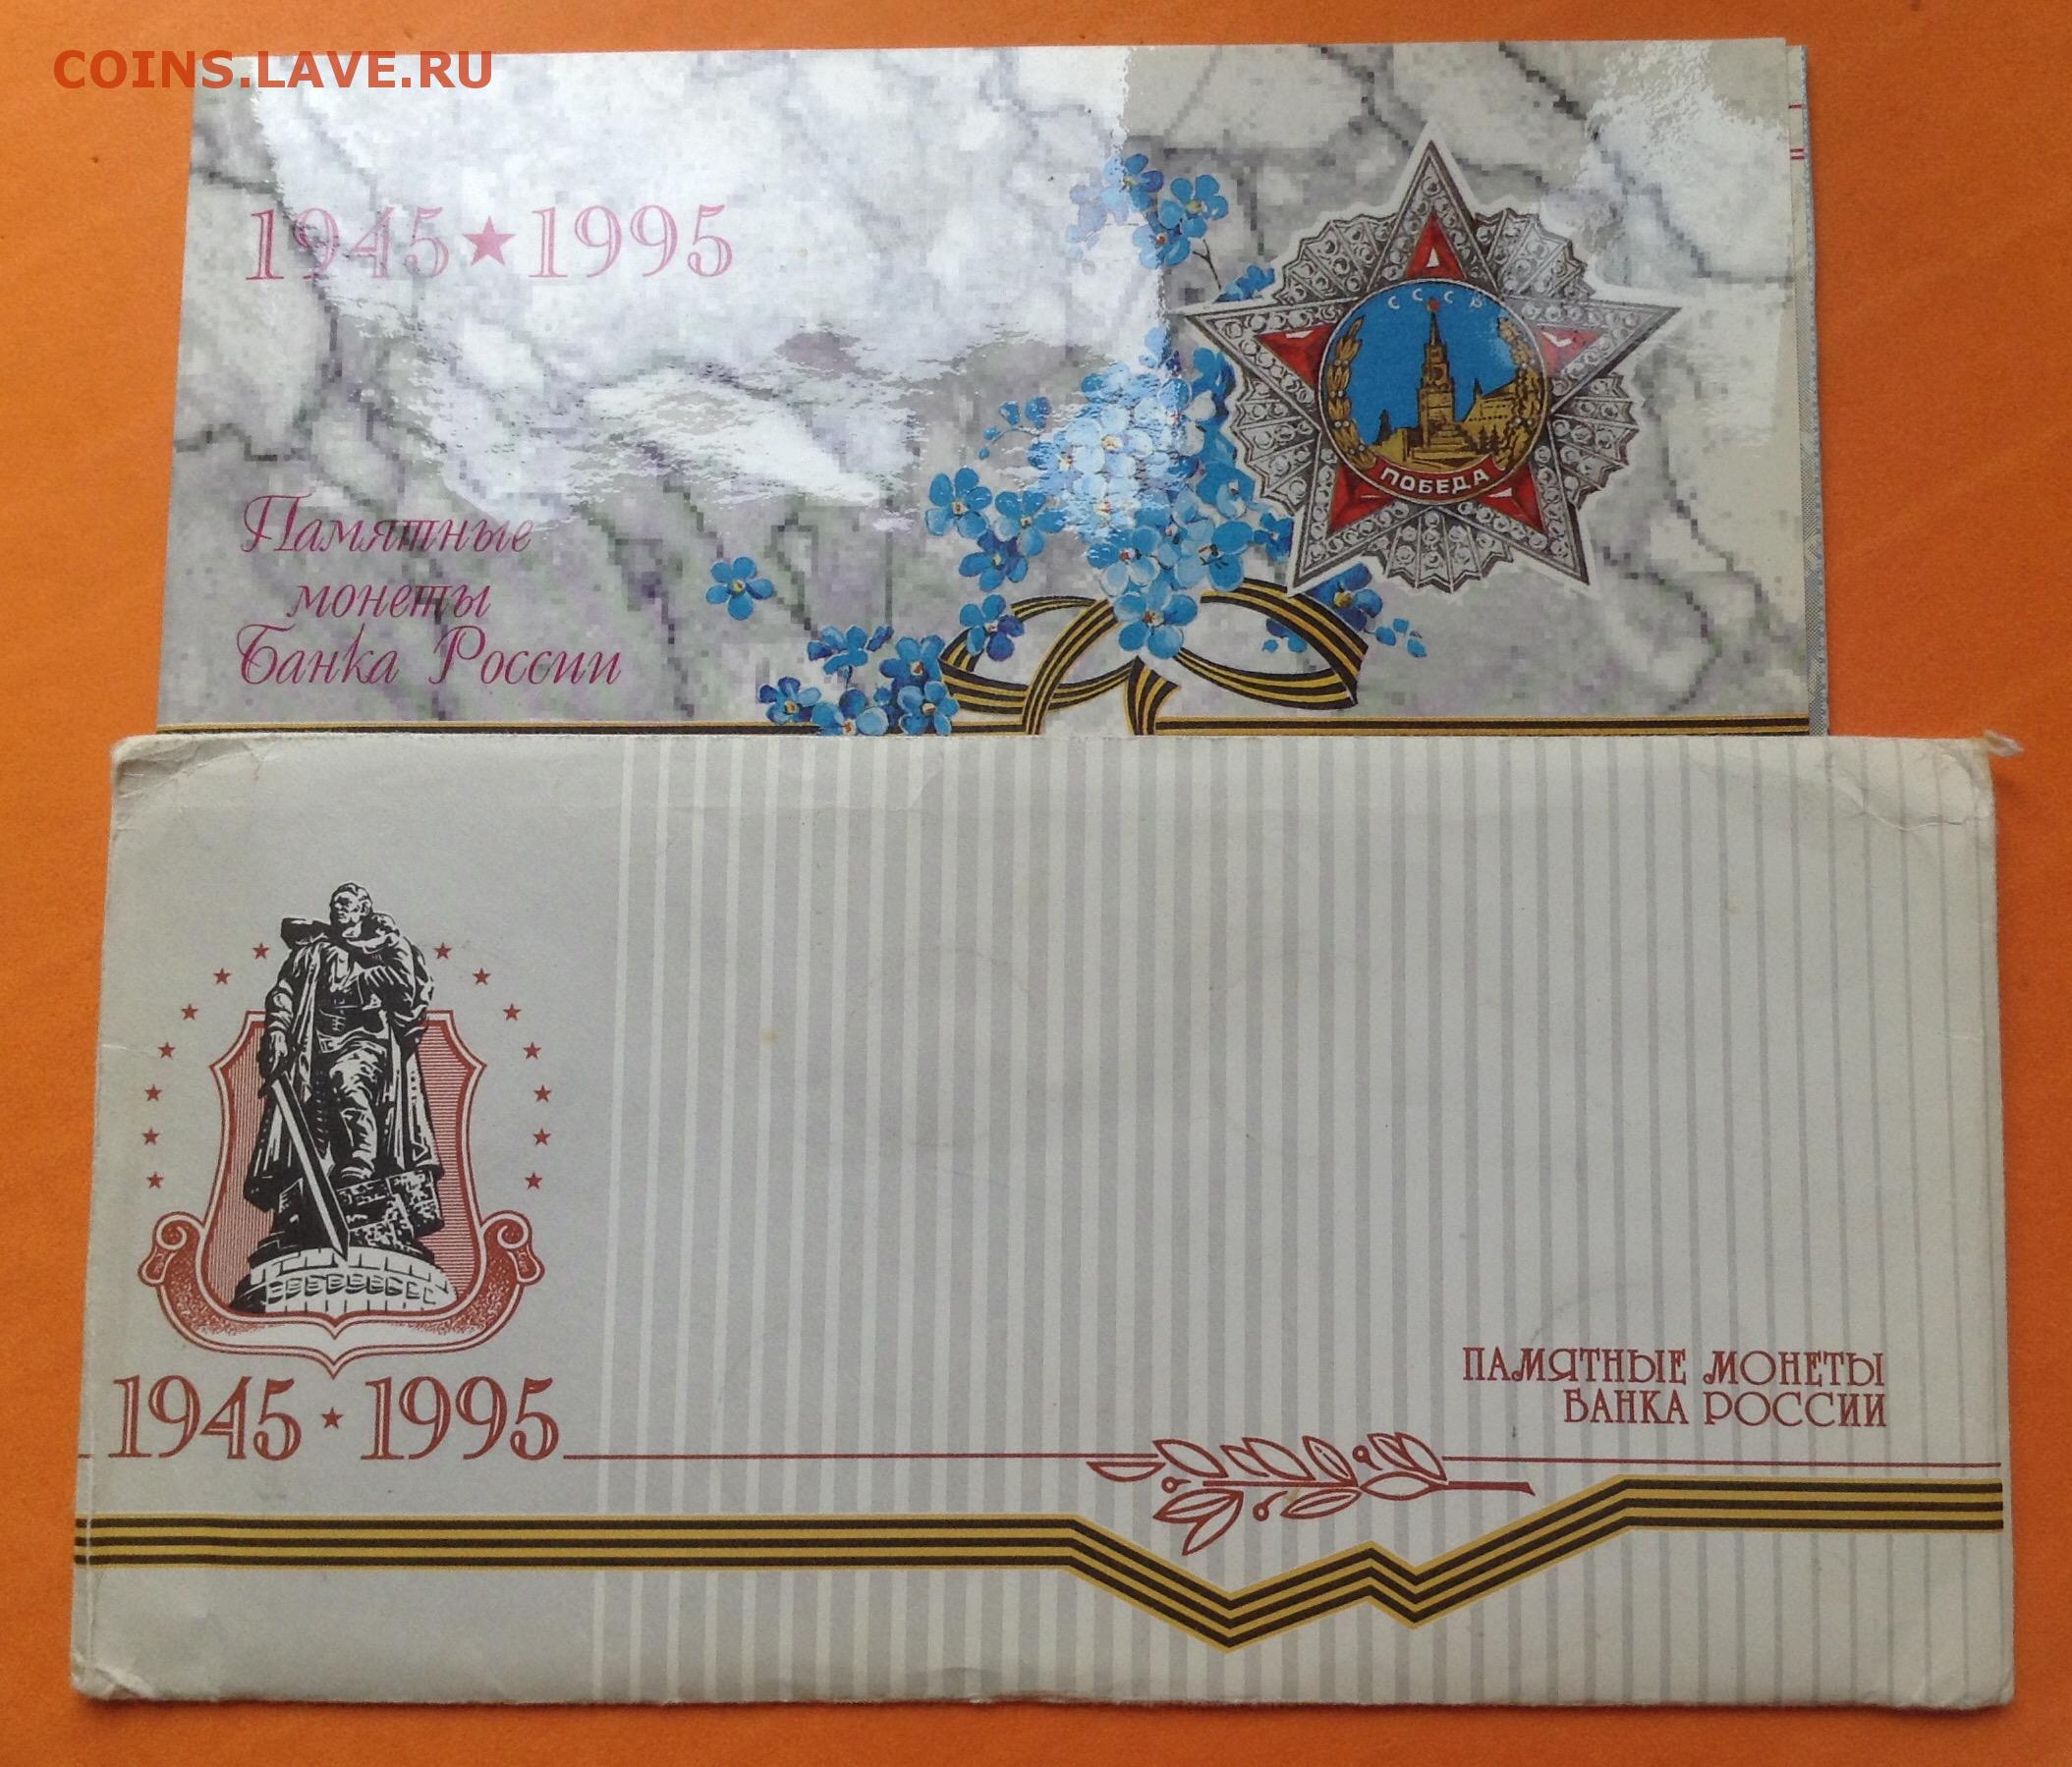 COINS.LAVE.RU
1945★1995
СССР
ПОБЕДА
Памятные
монеты
Банка России
1945★1995
ПАМЯТНЫЕ МОНЕТЫ
БАНКА РОССИИ